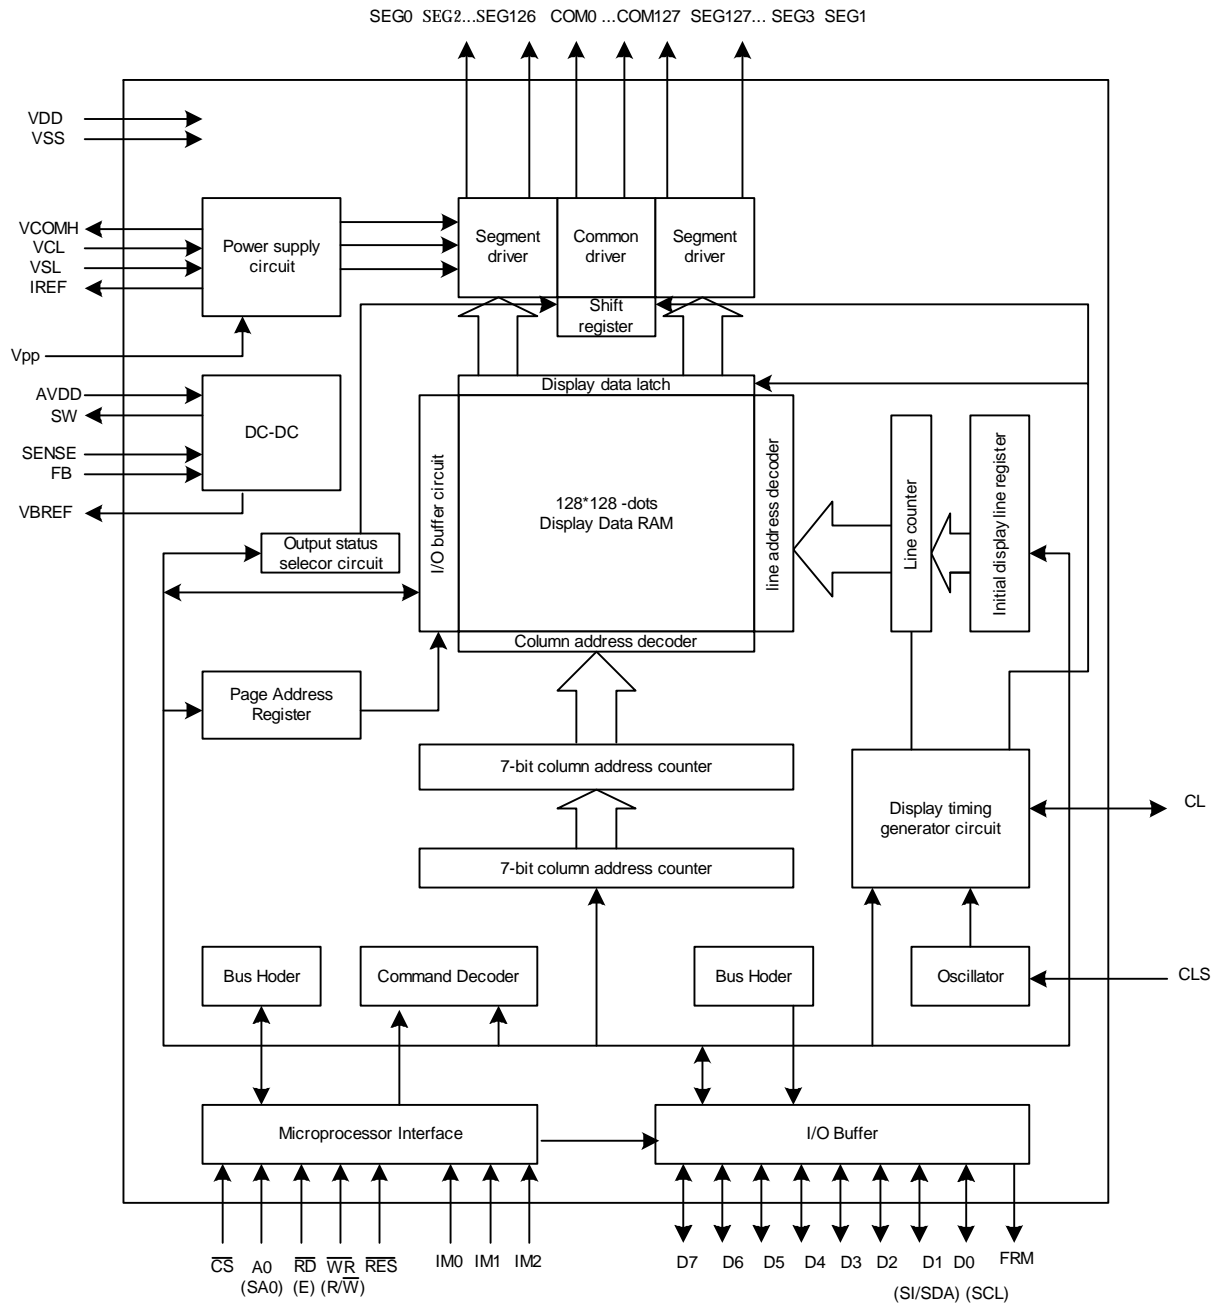 SEG0 SEG2...SEG126 COM0 ...COM127 SEG127... SEG3 SEG1
VDD
VSS
VCOMH
VCL
VSL
IREF
Power supply
circuit
Segment
driver
Common
driver
Segment
driver
Shift
register
Vpp
AVDD
SW
SENSE
FB
VBREF
DC-DC
Display data latch
I/O buffer circuit
128*128 -dots
Display Data RAM
line address decoder
Line counter
Initial display line register
Output status
selecor circuit
Column address decoder
Page Address
Register
7-bit column address counter
7-bit column address counter
Display timing
generator circuit
CL
Bus Hoder
Command Decoder
Bus Hoder
Oscillator
CLS
Microprocessor Interface
I/O Buffer
C̅S̅ A0 R̅D̅ W̅R̅ R̅E̅S̅ IM0 IM1 IM2 D7 D6 D5 D4 D3 D2 D1 D0 FRM
(SA0) (E) (R/W̅) (SI/SDA) (SCL)